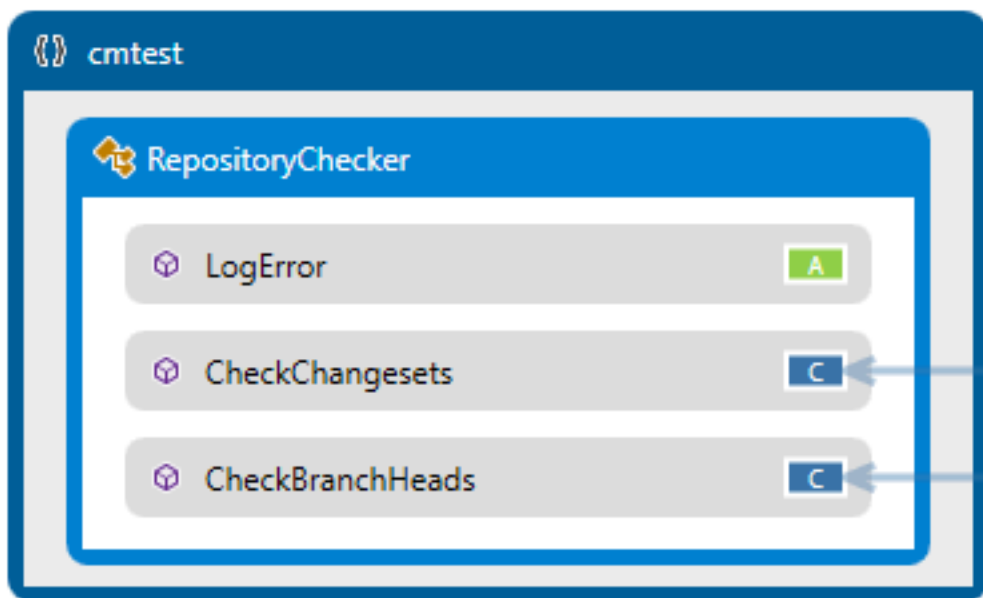 cmtest
RepositoryChecker
LogError A
CheckChangesets C
CheckBranchHeads C